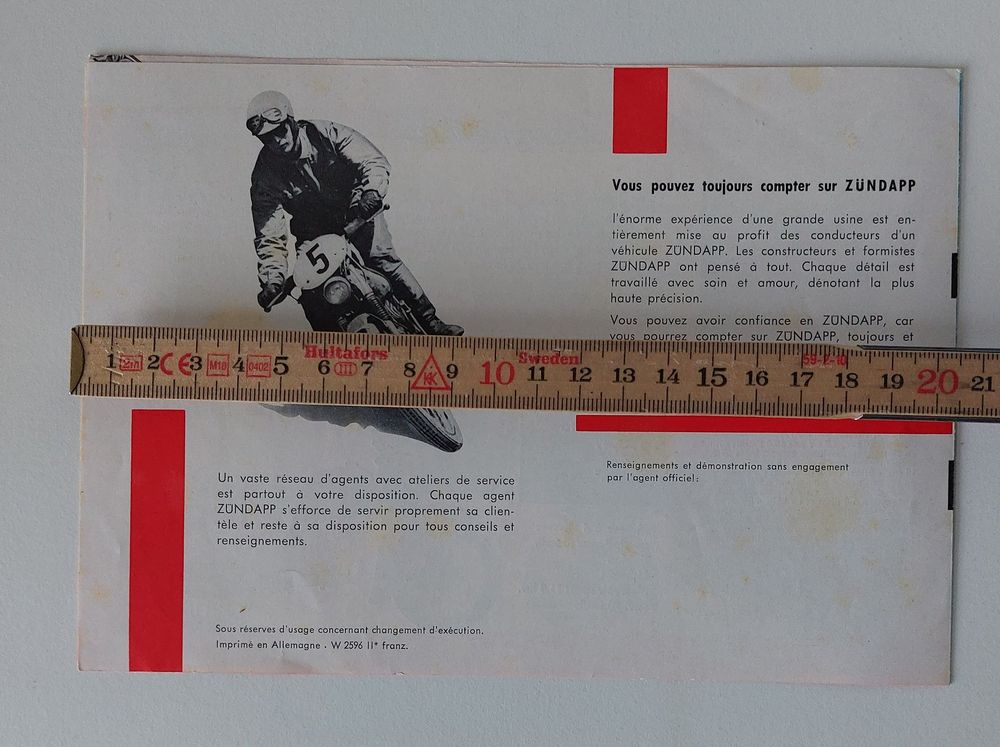 5
Vous pouvez toujours compter sur ZÜNDAPP
l'énorme expérience d'une grande usine est en-
tièrement mise au profit des conducteurs d'un
véhicule ZÜNDAPP. Les constructeurs et formistes
ZÜNDAPP ont pensé à tout. Chaque détail est
travaillé avec soin et amour, dénotant la plus
haute précision.
Vous pouvez avoir confiance en ZÜNDAPP, car
vous pourrez compter sur ZÜNDAPP, toujours et
Hultafors Sweden
1 2m 2 CE 3 M18 4 0402 5 6 III 7 8 KK 9 10 11 12 13 14 15 16 17 18 19 20 21
Renseignements et démonstration sans engagement
par l'agent officiel:
Un vaste réseau d'agents avec ateliers de service
est partout à votre disposition. Chaque agent
ZÜNDAPP s'efforce de servir proprement sa clien-
tèle et reste à sa disposition pour tous conseils et
renseignements.
Sous réserves d'usage concernant changement d'exécution.
Imprimé en Allemagne . W 2596 II* franz.